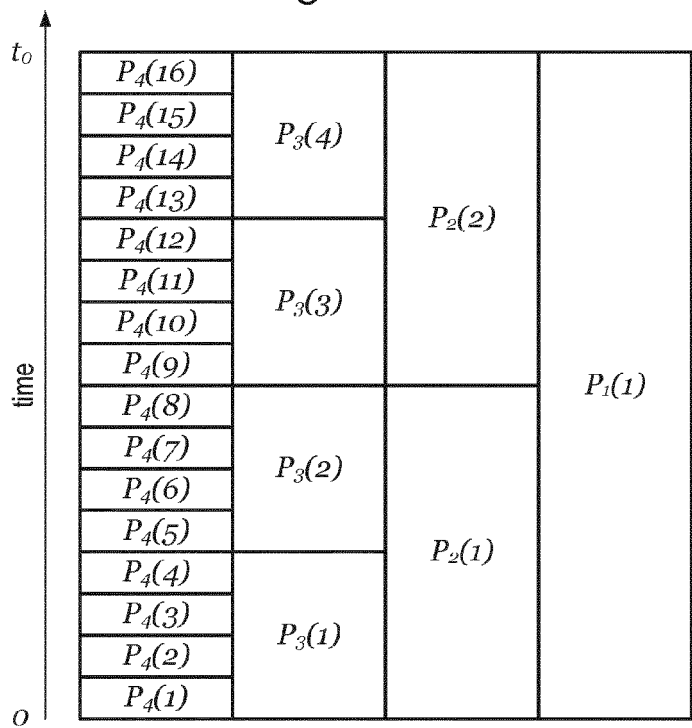 t₀
P₄(16)
P₄(15)
P₄(14)
P₄(13)
P₄(12)
P₄(11)
P₄(10)
P₄(9)
P₄(8)
P₄(7)
P₄(6)
P₄(5)
P₄(4)
P₄(3)
P₄(2)
P₄(1)
P₃(4)
P₃(3)
P₃(2)
P₃(1)
P₂(2)
P₂(1)
P₁(1)
time
0